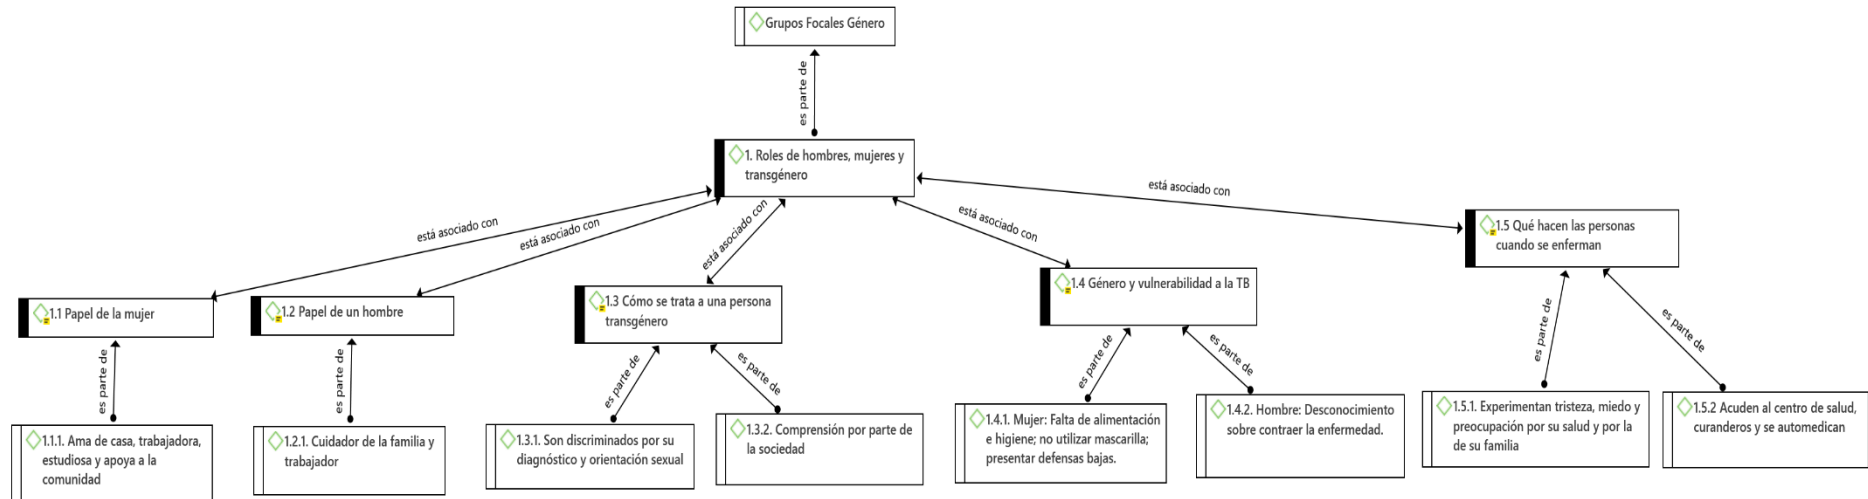 Grupos Focales Género
es parte de
1. Roles de hombres, mujeres y
transgénero
está asociado con
está asociado con
está asociado con
está asociado con
está asociado con
1.1 Papel de la mujer
1.2 Papel de un hombre
1.3 Cómo se trata a una persona
transgénero
1.4 Género y vulnerabilidad a la TB
1.5 Qué hacen las personas
cuando se enferman
es parte de
es parte de
es parte de
es parte de
es parte de
es parte de
es parte de
es parte de
1.1.1. Ama de casa, trabajadora,
estudiosa y apoya a la
comunidad
1.2.1. Cuidador de la familia y
trabajador
1.3.1. Son discriminados por su
diagnóstico y orientación sexual
1.3.2. Comprensión por parte de
la sociedad
1.4.1. Mujer: Falta de alimentación
e higiene; no utilizar mascarilla;
presentar defensas bajas.
1.4.2. Hombre: Desconocimiento
sobre contraer la enfermedad.
1.5.1. Experimentan tristeza, miedo y
preocupación por su salud y por la
de su familia
1.5.2 Acuden al centro de salud,
curanderos y se automedican